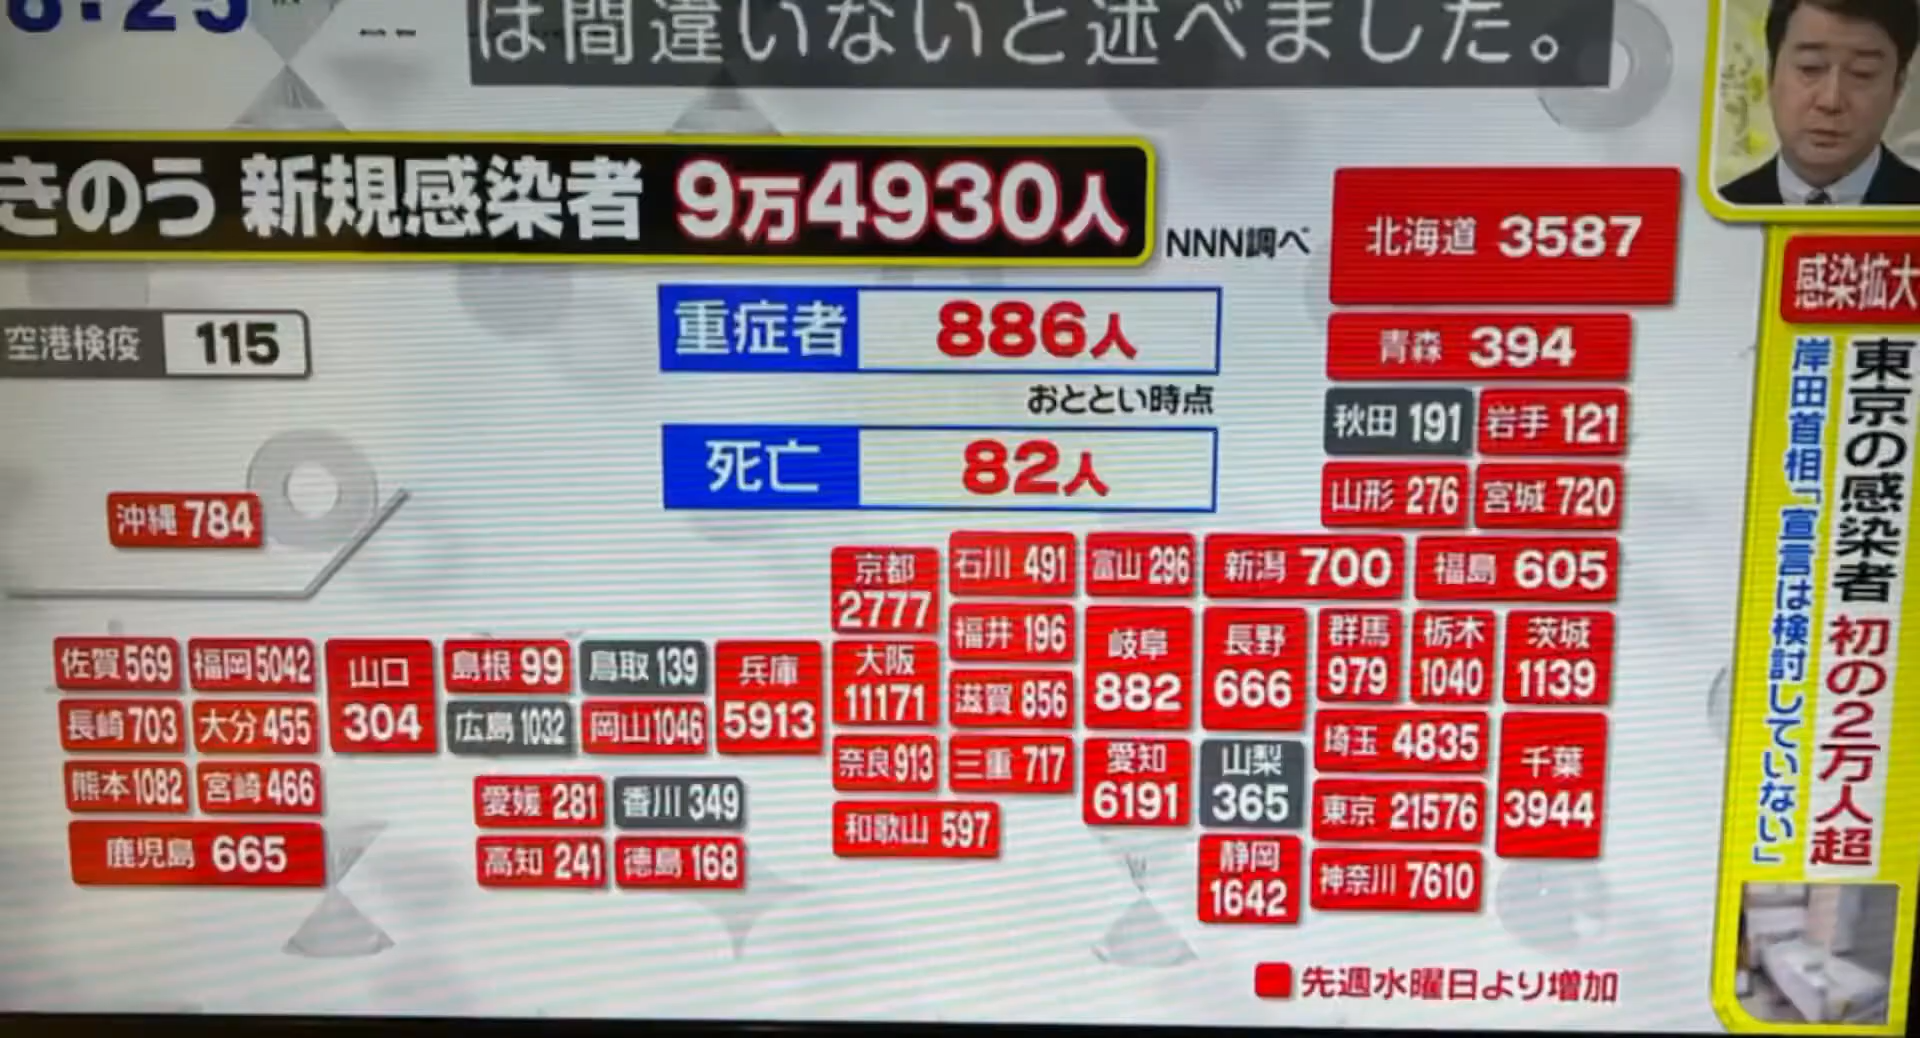 8:25
は間違いないと述べました。
きのう 新規感染者 9万4930人
NNN調べ
空港検疫 115
重症者 886人
おととい時点
死亡 82人
北海道 3587
青森 394
秋田 191
岩手 121
山形 276
宮城 720
沖縄 784
京都 2777
石川 491
富山 296
新潟 700
福島 605
福井 196
岐阜 882
長野 666
群馬 979
栃木 1040
茨城 1139
佐賀 569
福岡 5042
山口 304
島根 99
鳥取 139
兵庫 5913
大阪 11171
滋賀 856
長崎 703
大分 455
広島 1032
岡山 1046
奈良 913
三重 717
愛知 6191
山梨 365
埼玉 4835
千葉 3944
熊本 1082
宮崎 466
愛媛 281
香川 349
和歌山 597
東京 21576
鹿児島 665
高知 241
徳島 168
静岡 1642
神奈川 7610
先週水曜日より増加
感染拡大
東京の感染者 初の2万人超
岸田首相「宣言は検討していない」